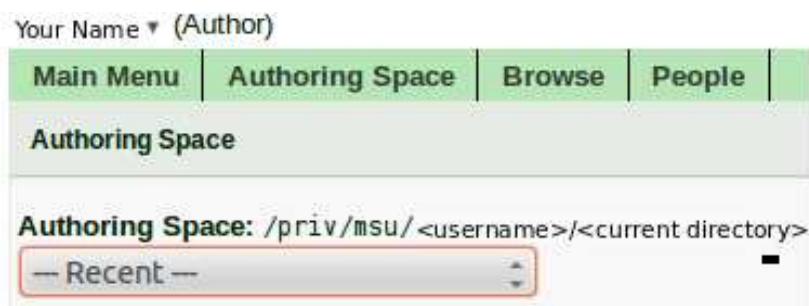 Your Name ▾ (Author)
Main Menu Authoring Space Browse People
Authoring Space
Authoring Space: /priv/msu/<username>/<current directory>
--- Recent ---